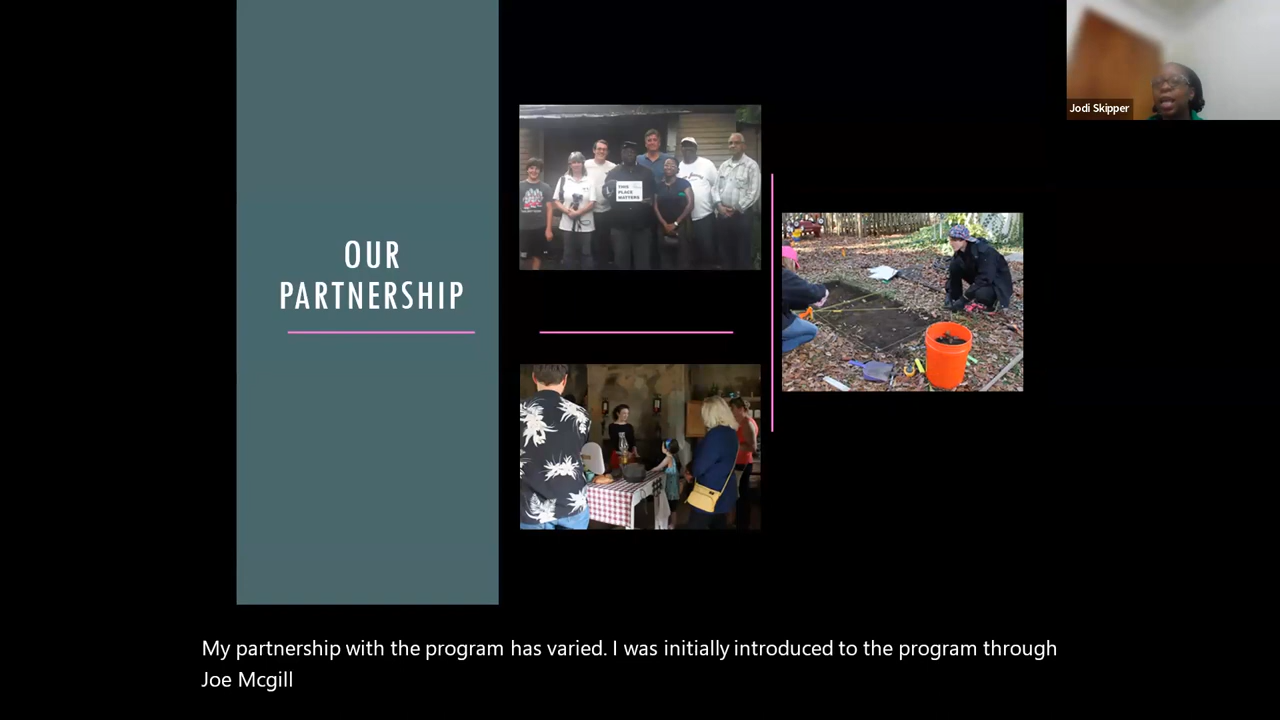 Jodi Skipper
OUR
PARTNERSHIP
THIS
PLACE
MATTERS
My partnership with the program has varied. I was initially introduced to the program through
Joe Mcgill